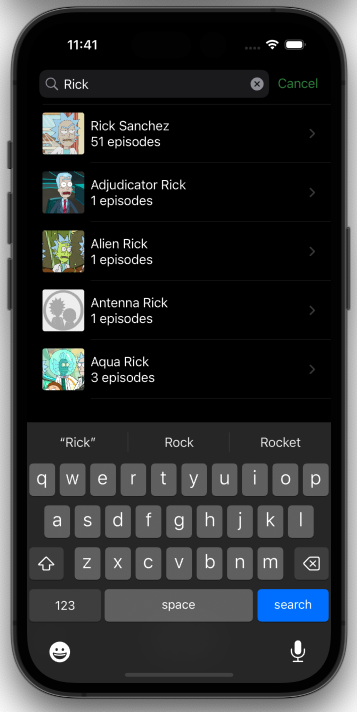 11:41
Rick
Cancel
Rick Sanchez
51 episodes
Adjudicator Rick
1 episodes
Alien Rick
1 episodes
Antenna Rick
1 episodes
Aqua Rick
3 episodes
“Rick” Rock Rocket
q w e r t y u i o p
a s d f g h j k l
z x c v b n m
123 space search